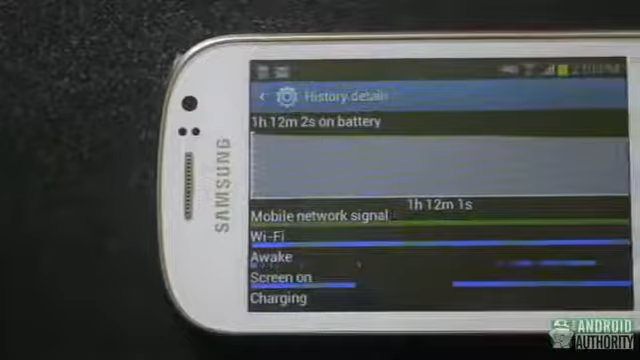 History details
1h 12m 2s on battery
1h 12m 1s
Mobile network signal
Wi-Fi
Awake
Screen on
Charging
SAMSUNG
ANDROID
AUTHORITY